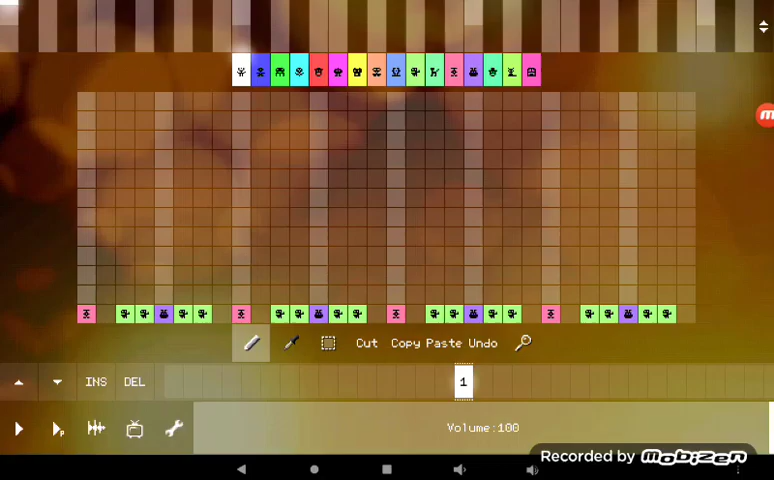 Cut Copy Paste Undo
INS DEL 1
Volume:100
Recorded by Mobizen